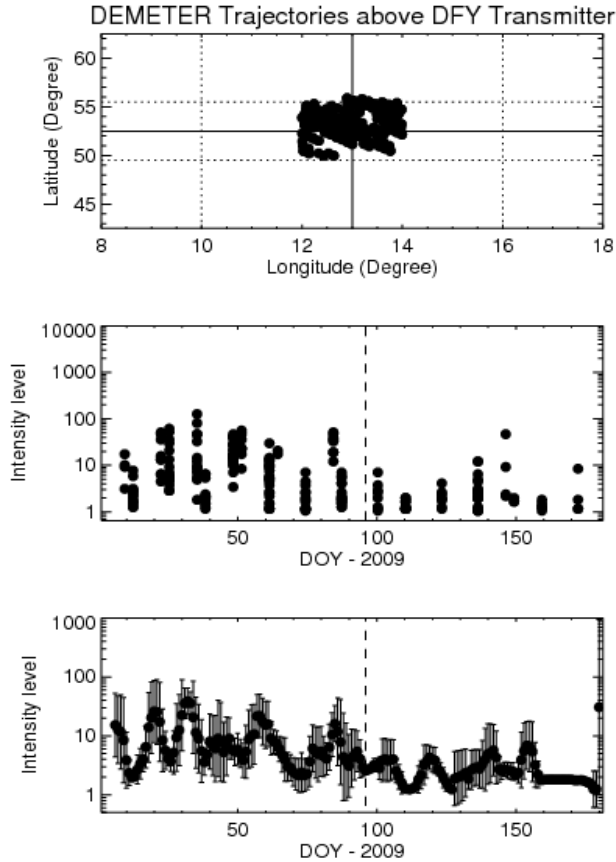 DEMETER Trajectories above DFY Transmitter
60
55
50
45
Latitude (Degree)
8 10 12 14 16 18
Longitude (Degree)
10000
1000
100
10
1
Intensity level
50 100 150
DOY - 2009
1000
100
10
1
Intensity level
50 100 150
DOY - 2009